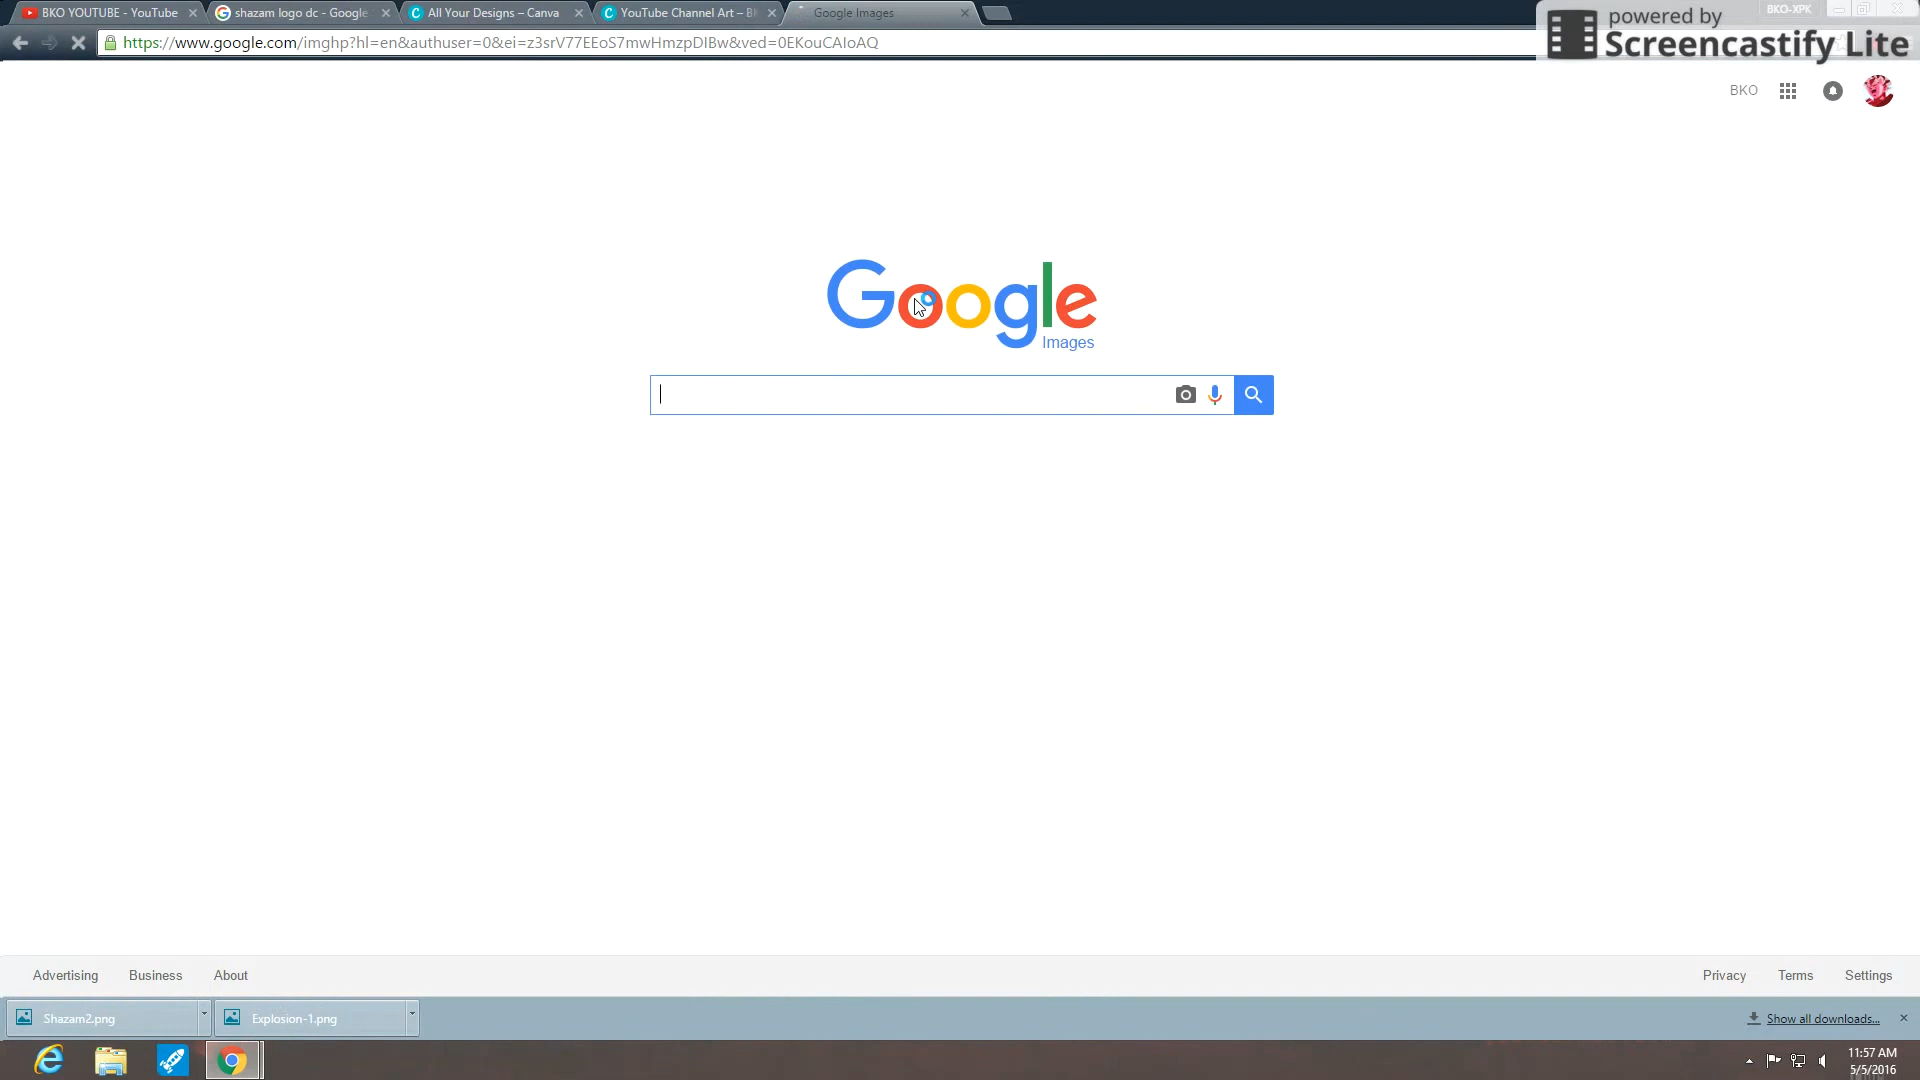 BKO YOUTUBE - YouTube
shazam logo dc - Google
All Your Designs – Canva
YouTube Channel Art – B
Google Images
BKO-XPK
powered by
Screencastify Lite
https://www.google.com/imghp?hl=en&authuser=0&ei=z3srV77EEoS7mwHmzpDIBw&ved=0EKouCAIoAQ
BKO
Google
Images
Advertising
Business
About
Privacy
Terms
Settings
Shazam2.png
Explosion-1.png
Show all downloads...
11:57 AM
5/5/2016